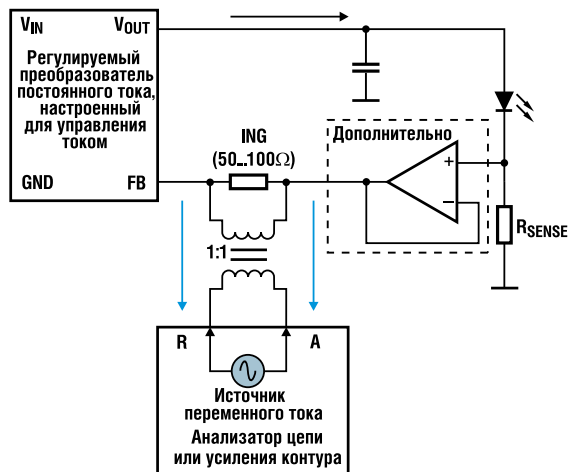 VIN VOUT
Регулируемый
преобразователь
постоянного тока,
настроенный
для управления
током
GND FB
ING
(50...100Ω)
Дополнительно
+
−
RSENSE
1:1
R A
Источник
переменного тока
Анализатор цепи
или усиления контура